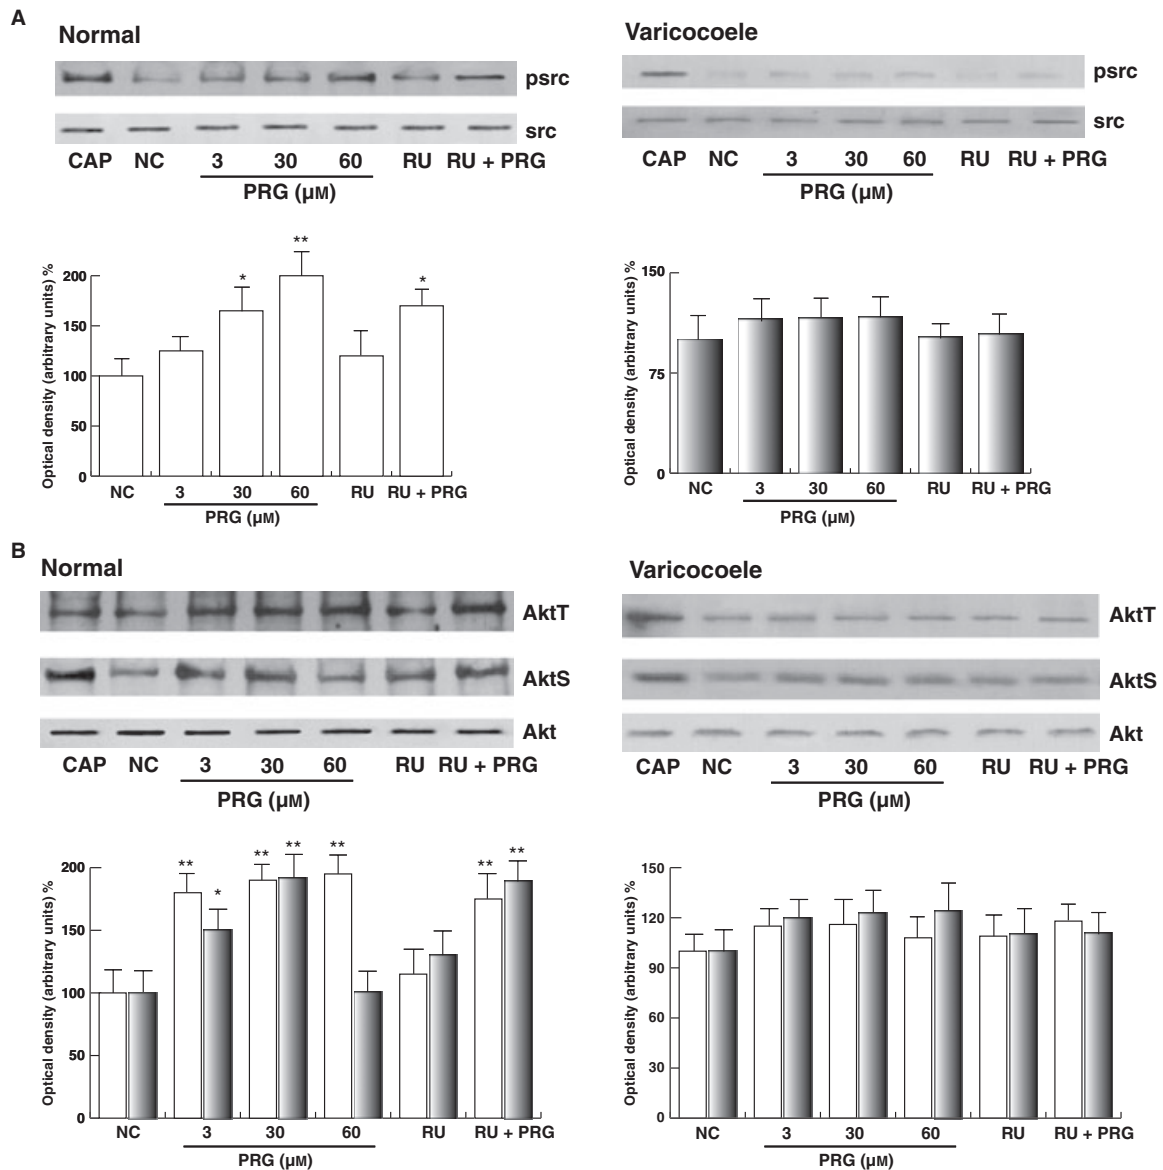 A
Normal
psrc
src
CAP NC 3 30 60 RU RU + PRG
PRG (µM)
Varicocoele
psrc
src
CAP NC 3 30 60 RU RU + PRG
PRG (µM)
Optical density (arbitrary units) %
200
150
100
50
0
**
*
*
NC 3 30 60 RU RU + PRG
PRG (µM)
Optical density (arbitrary units) %
150
75
0
NC 3 30 60 RU RU + PRG
PRG (µM)
B
Normal
AktT
AktS
Akt
CAP NC 3 30 60 RU RU + PRG
PRG (µM)
Varicocoele
AktT
AktS
Akt
CAP NC 3 30 60 RU RU + PRG
PRG (µM)
Optical density (arbitrary units) %
200
150
100
50
0
** * ** ** ** ** **
NC 3 30 60 RU RU + PRG
PRG (µM)
Optical density (arbitrary units) %
150
120
90
60
30
0
NC 3 30 60 RU RU + PRG
PRG (µM)